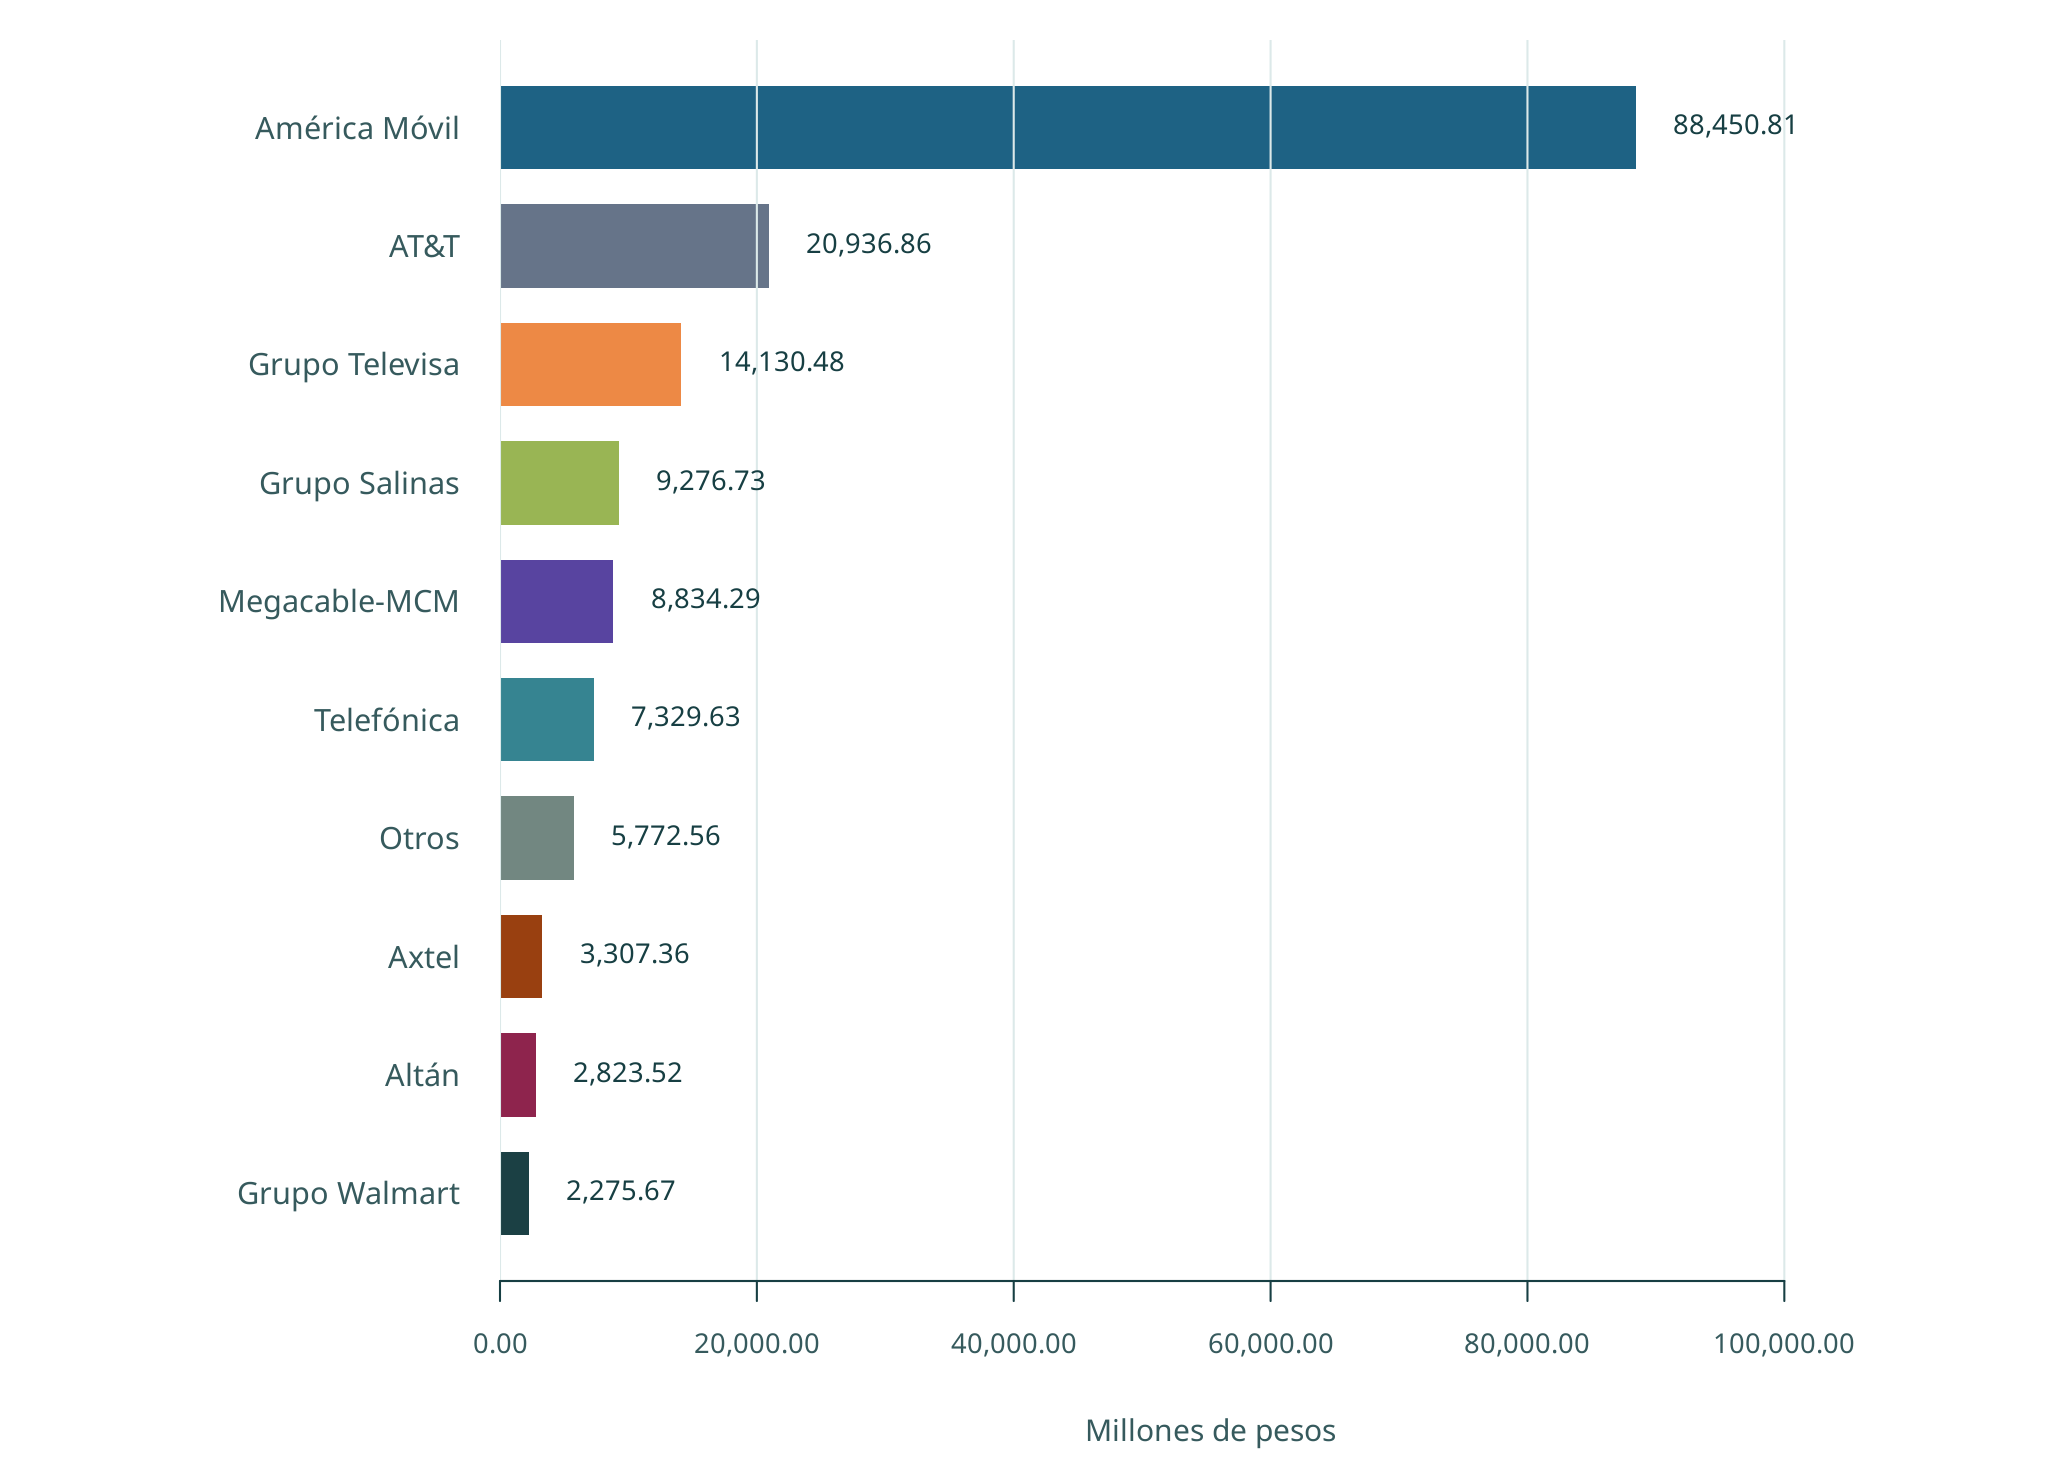 América Móvil 88,450.81
AT&T 20,936.86
Grupo Televisa 14,130.48
Grupo Salinas 9,276.73
Megacable-MCM 8,834.29
Telefónica 7,329.63
Otros 5,772.56
Axtel 3,307.36
Altán 2,823.52
Grupo Walmart 2,275.67
0.00 20,000.00 40,000.00 60,000.00 80,000.00 100,000.00
Millones de pesos